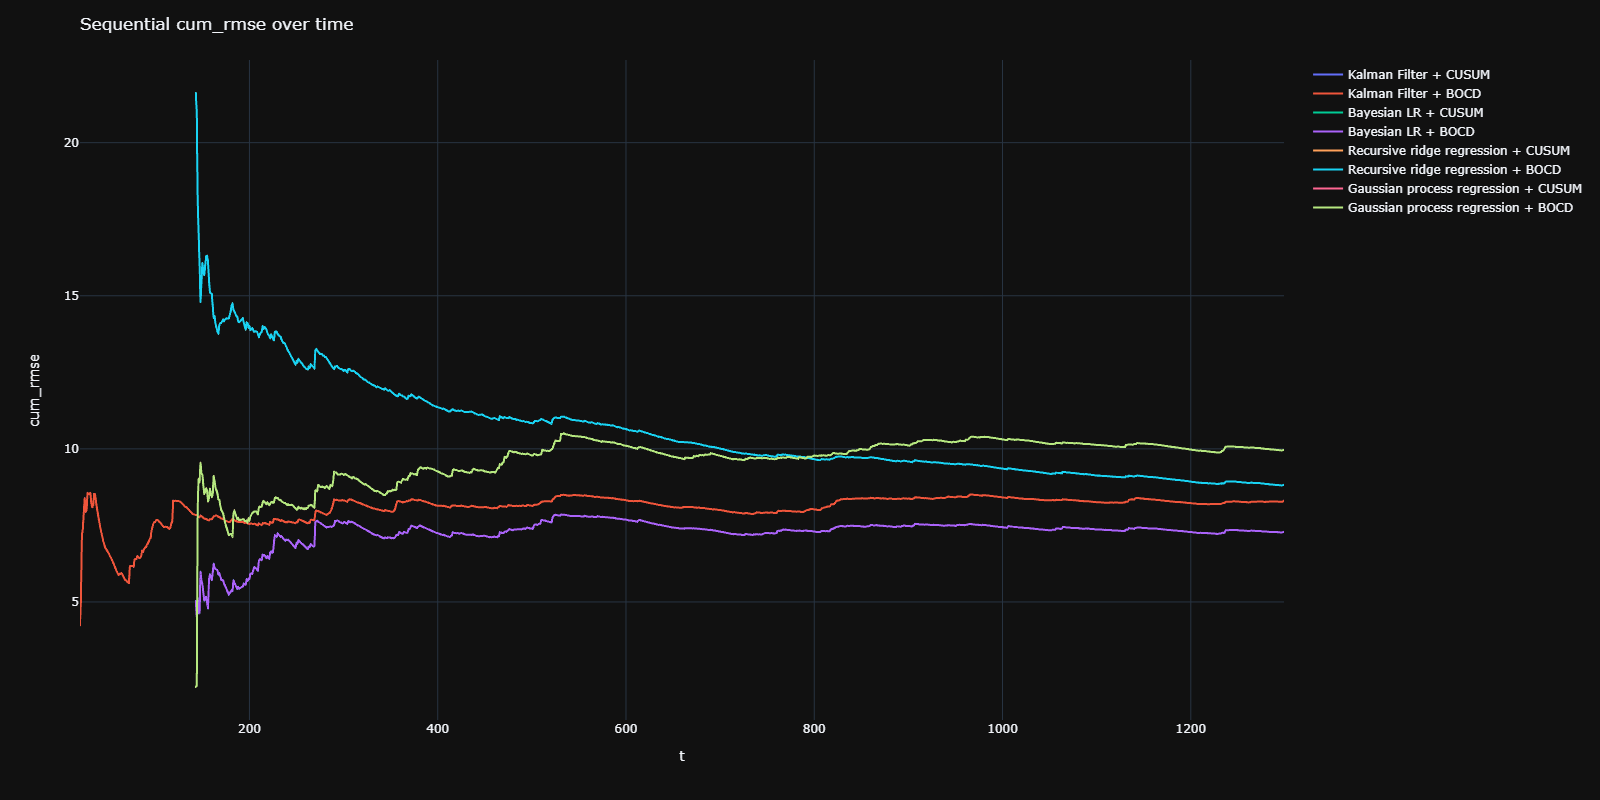 Sequential cum_rmse over time
Kalman Filter + CUSUM
Kalman Filter + BOCD
Bayesian LR + CUSUM
Bayesian LR + BOCD
Recursive ridge regression + CUSUM
Recursive ridge regression + BOCD
Gaussian process regression + CUSUM
Gaussian process regression + BOCD
20
15
10
5
cum_rmse
200
400
600
800
1000
1200
t